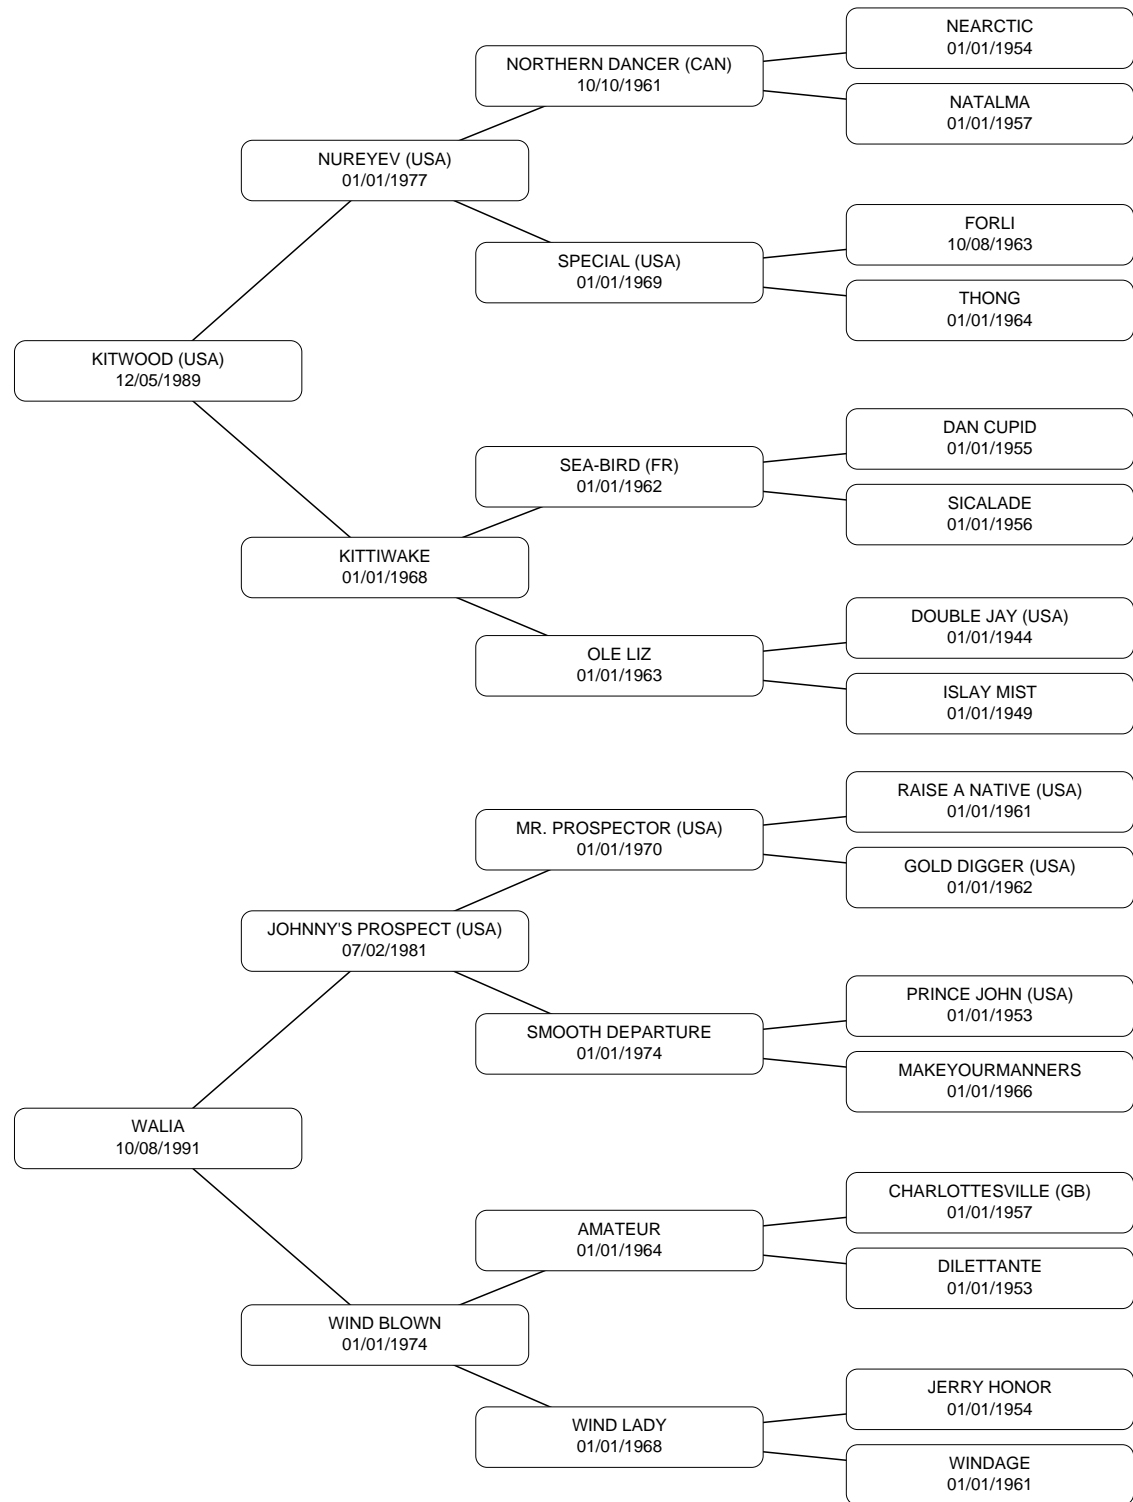 NEARCTIC
01/01/1954
NORTHERN DANCER (CAN)
10/10/1961
NATALMA
01/01/1957
NUREYEV (USA)
01/01/1977
FORLI
10/08/1963
SPECIAL (USA)
01/01/1969
THONG
01/01/1964
KITWOOD (USA)
12/05/1989
DAN CUPID
01/01/1955
SEA-BIRD (FR)
01/01/1962
SICALADE
01/01/1956
KITTIWAKE
01/01/1968
DOUBLE JAY (USA)
01/01/1944
OLE LIZ
01/01/1963
ISLAY MIST
01/01/1949
RAISE A NATIVE (USA)
01/01/1961
MR. PROSPECTOR (USA)
01/01/1970
GOLD DIGGER (USA)
01/01/1962
JOHNNY'S PROSPECT (USA)
07/02/1981
PRINCE JOHN (USA)
01/01/1953
SMOOTH DEPARTURE
01/01/1974
MAKEYOURMANNERS
01/01/1966
WALIA
10/08/1991
CHARLOTTESVILLE (GB)
01/01/1957
AMATEUR
01/01/1964
DILETTANTE
01/01/1953
WIND BLOWN
01/01/1974
JERRY HONOR
01/01/1954
WIND LADY
01/01/1968
WINDAGE
01/01/1961